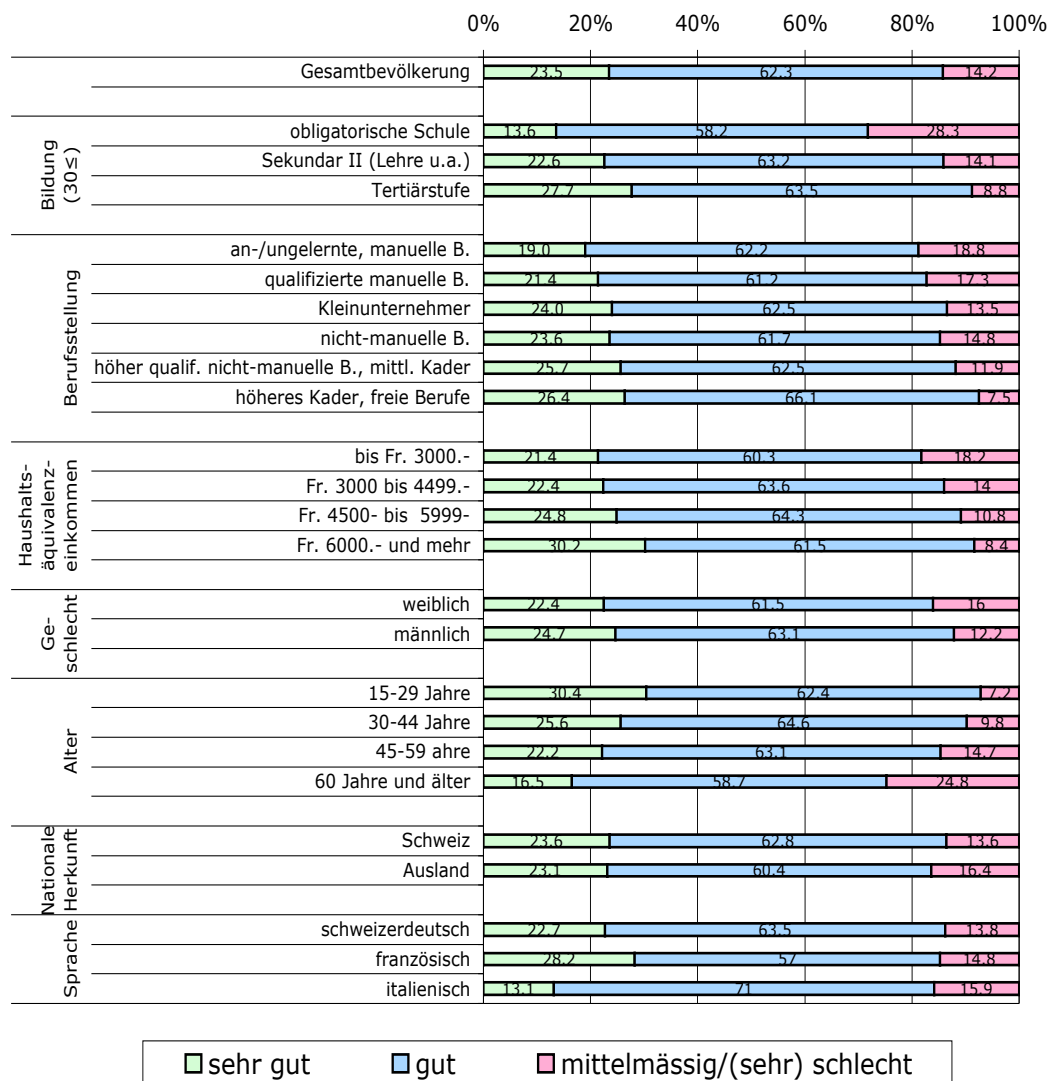 0% 20% 40% 60% 80% 100%
Gesamtbevölkerung 23.5 62.3 14.2
Bildung
(30≤)
obligatorische Schule 13.6 58.2 28.3
Sekundar II (Lehre u.a.) 22.6 63.2 14.1
Tertiärstufe 27.7 63.5 8.8
Berufsstellung
an-/ungelernte, manuelle B. 19.0 62.2 18.8
qualifizierte manuelle B. 21.4 61.2 17.3
Kleinunternehmer 24.0 62.5 13.5
nicht-manuelle B. 23.6 61.7 14.8
höher qualif. nicht-manuelle B., mittl. Kader 25.7 62.5 11.9
höheres Kader, freie Berufe 26.4 66.1 7.5
Haushalts-
äquivalenz-
einkommen
bis Fr. 3000.- 21.4 60.3 18.2
Fr. 3000 bis 4499.- 22.4 63.6 14
Fr. 4500- bis 5999- 24.8 64.3 10.8
Fr. 6000.- und mehr 30.2 61.5 8.4
Ge-
schlecht
weiblich 22.4 61.5 16
männlich 24.7 63.1 12.2
Alter
15-29 Jahre 30.4 62.4 7.2
30-44 Jahre 25.6 64.6 9.8
45-59 ahre 22.2 63.1 14.7
60 Jahre und älter 16.5 58.7 24.8
Nationale
Herkunft
Schweiz 23.6 62.8 13.6
Ausland 23.1 60.4 16.4
Sprache
schweizerdeutsch 22.7 63.5 13.8
französisch 28.2 57 14.8
italienisch 13.1 71 15.9
sehr gut gut mittelmässig/(sehr) schlecht